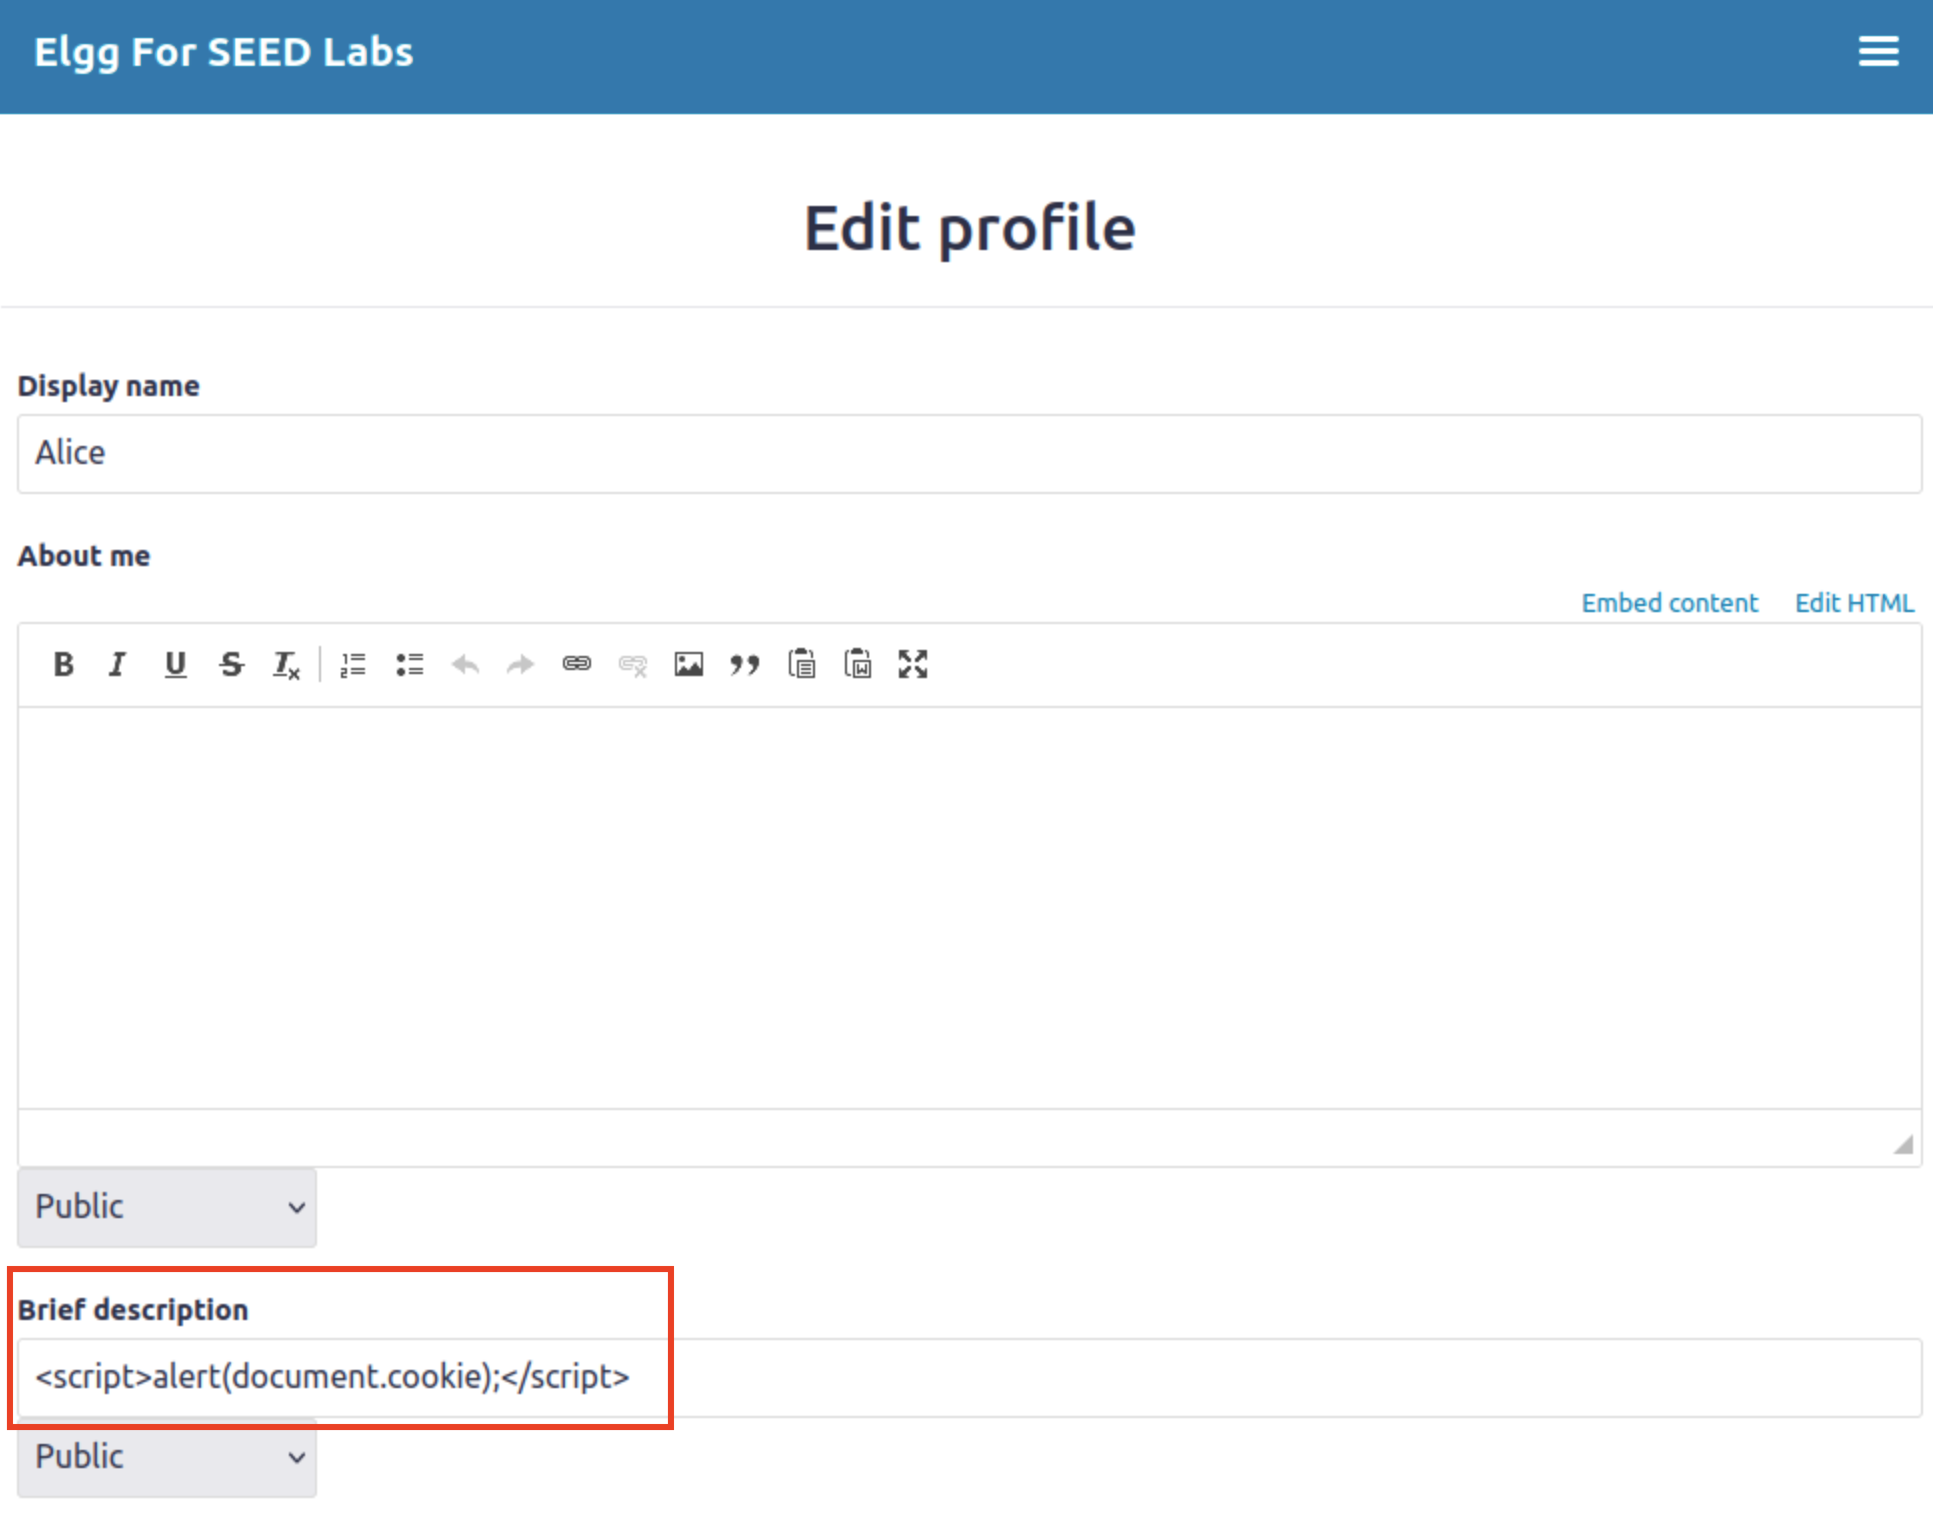 Elgg For SEED Labs
Edit profile
Display name
Alice
About me
Embed content Edit HTML
B I U S Tx
Public
Brief description
<script>alert(document.cookie);</script>
Public